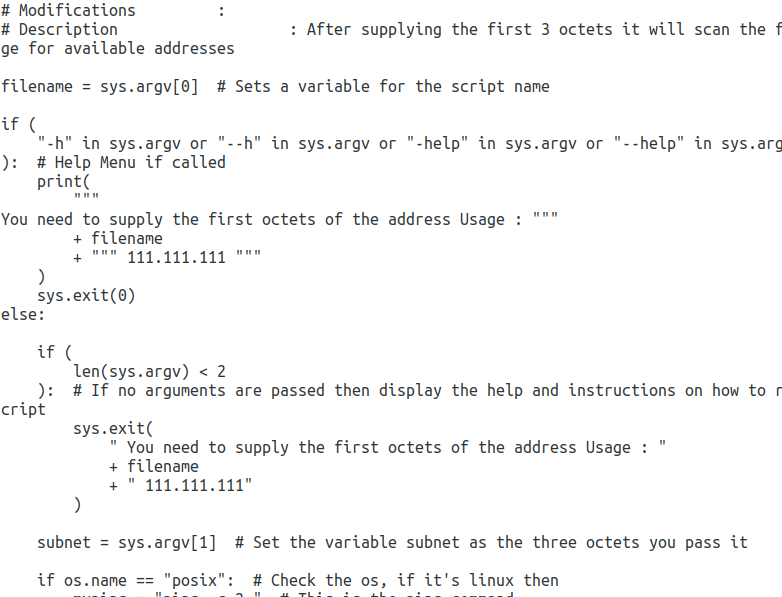 # Modifications         :
# Description                   : After supplying the first 3 octets it will scan the f
ge for available addresses

filename = sys.argv[0]  # Sets a variable for the script name

if (
    "-h" in sys.argv or "--h" in sys.argv or "-help" in sys.argv or "--help" in sys.arg
):  # Help Menu if called
    print(
        """
You need to supply the first octets of the address Usage : """
        + filename
        + """ 111.111.111 """
    )
    sys.exit(0)
else:

    if (
        len(sys.argv) < 2
    ):  # If no arguments are passed then display the help and instructions on how to r
cript
        sys.exit(
            " You need to supply the first octets of the address Usage : "
            + filename
            + " 111.111.111"
        )

    subnet = sys.argv[1]  # Set the variable subnet as the three octets you pass it

    if os.name == "posix":  # Check the os, if it's linux then